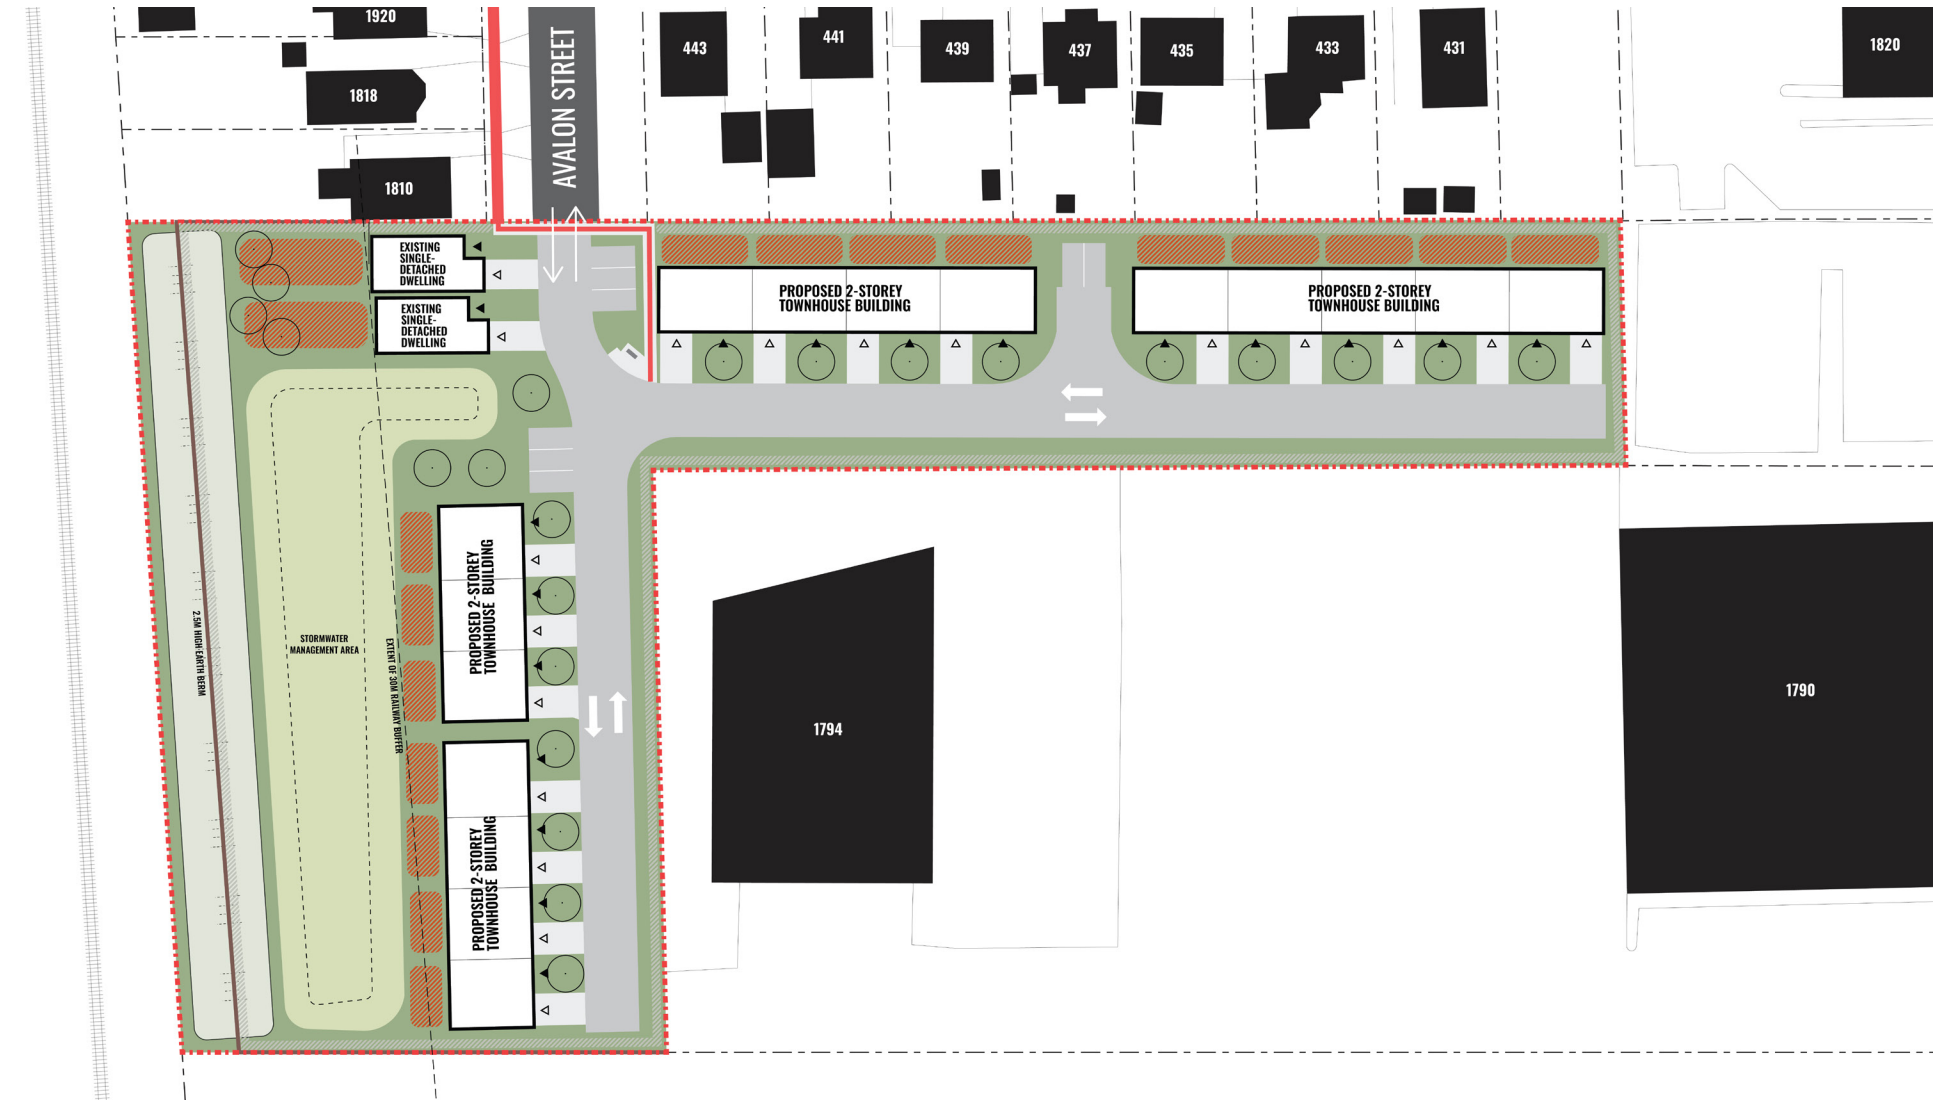 1920
443
441
439
437
435
433
431
1820
1818
AVALON STREET
1810
EXISTING
SINGLE-
DETACHED
DWELLING
EXISTING
SINGLE-
DETACHED
DWELLING
PROPOSED 2-STOREY
TOWNHOUSE BUILDING
PROPOSED 2-STOREY
TOWNHOUSE BUILDING
2.5M HIGH EARTH BERM
STORMWATER
MANAGEMENT AREA
EXTENT OF 30M RAILWAY BUFFER
PROPOSED 2-STOREY
TOWNHOUSE BUILDING
PROPOSED 2-STOREY
TOWNHOUSE BUILDING
1794
1790